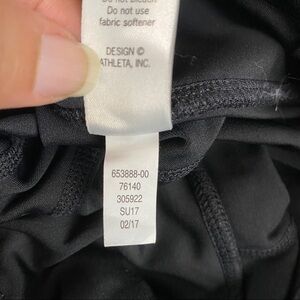 Do not bleach
Do not use
fabric softener
DESIGN ©
ATHLETA, INC.
653888-00
76140
305922
SU17
02/17